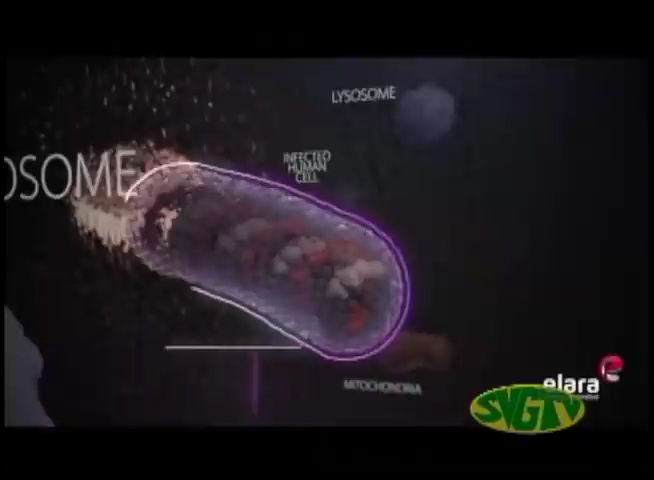 LYSOSOME
OSOME
INFECTED
HUMAN
CELL
MITOCHONDRIA
elara
SVGTV